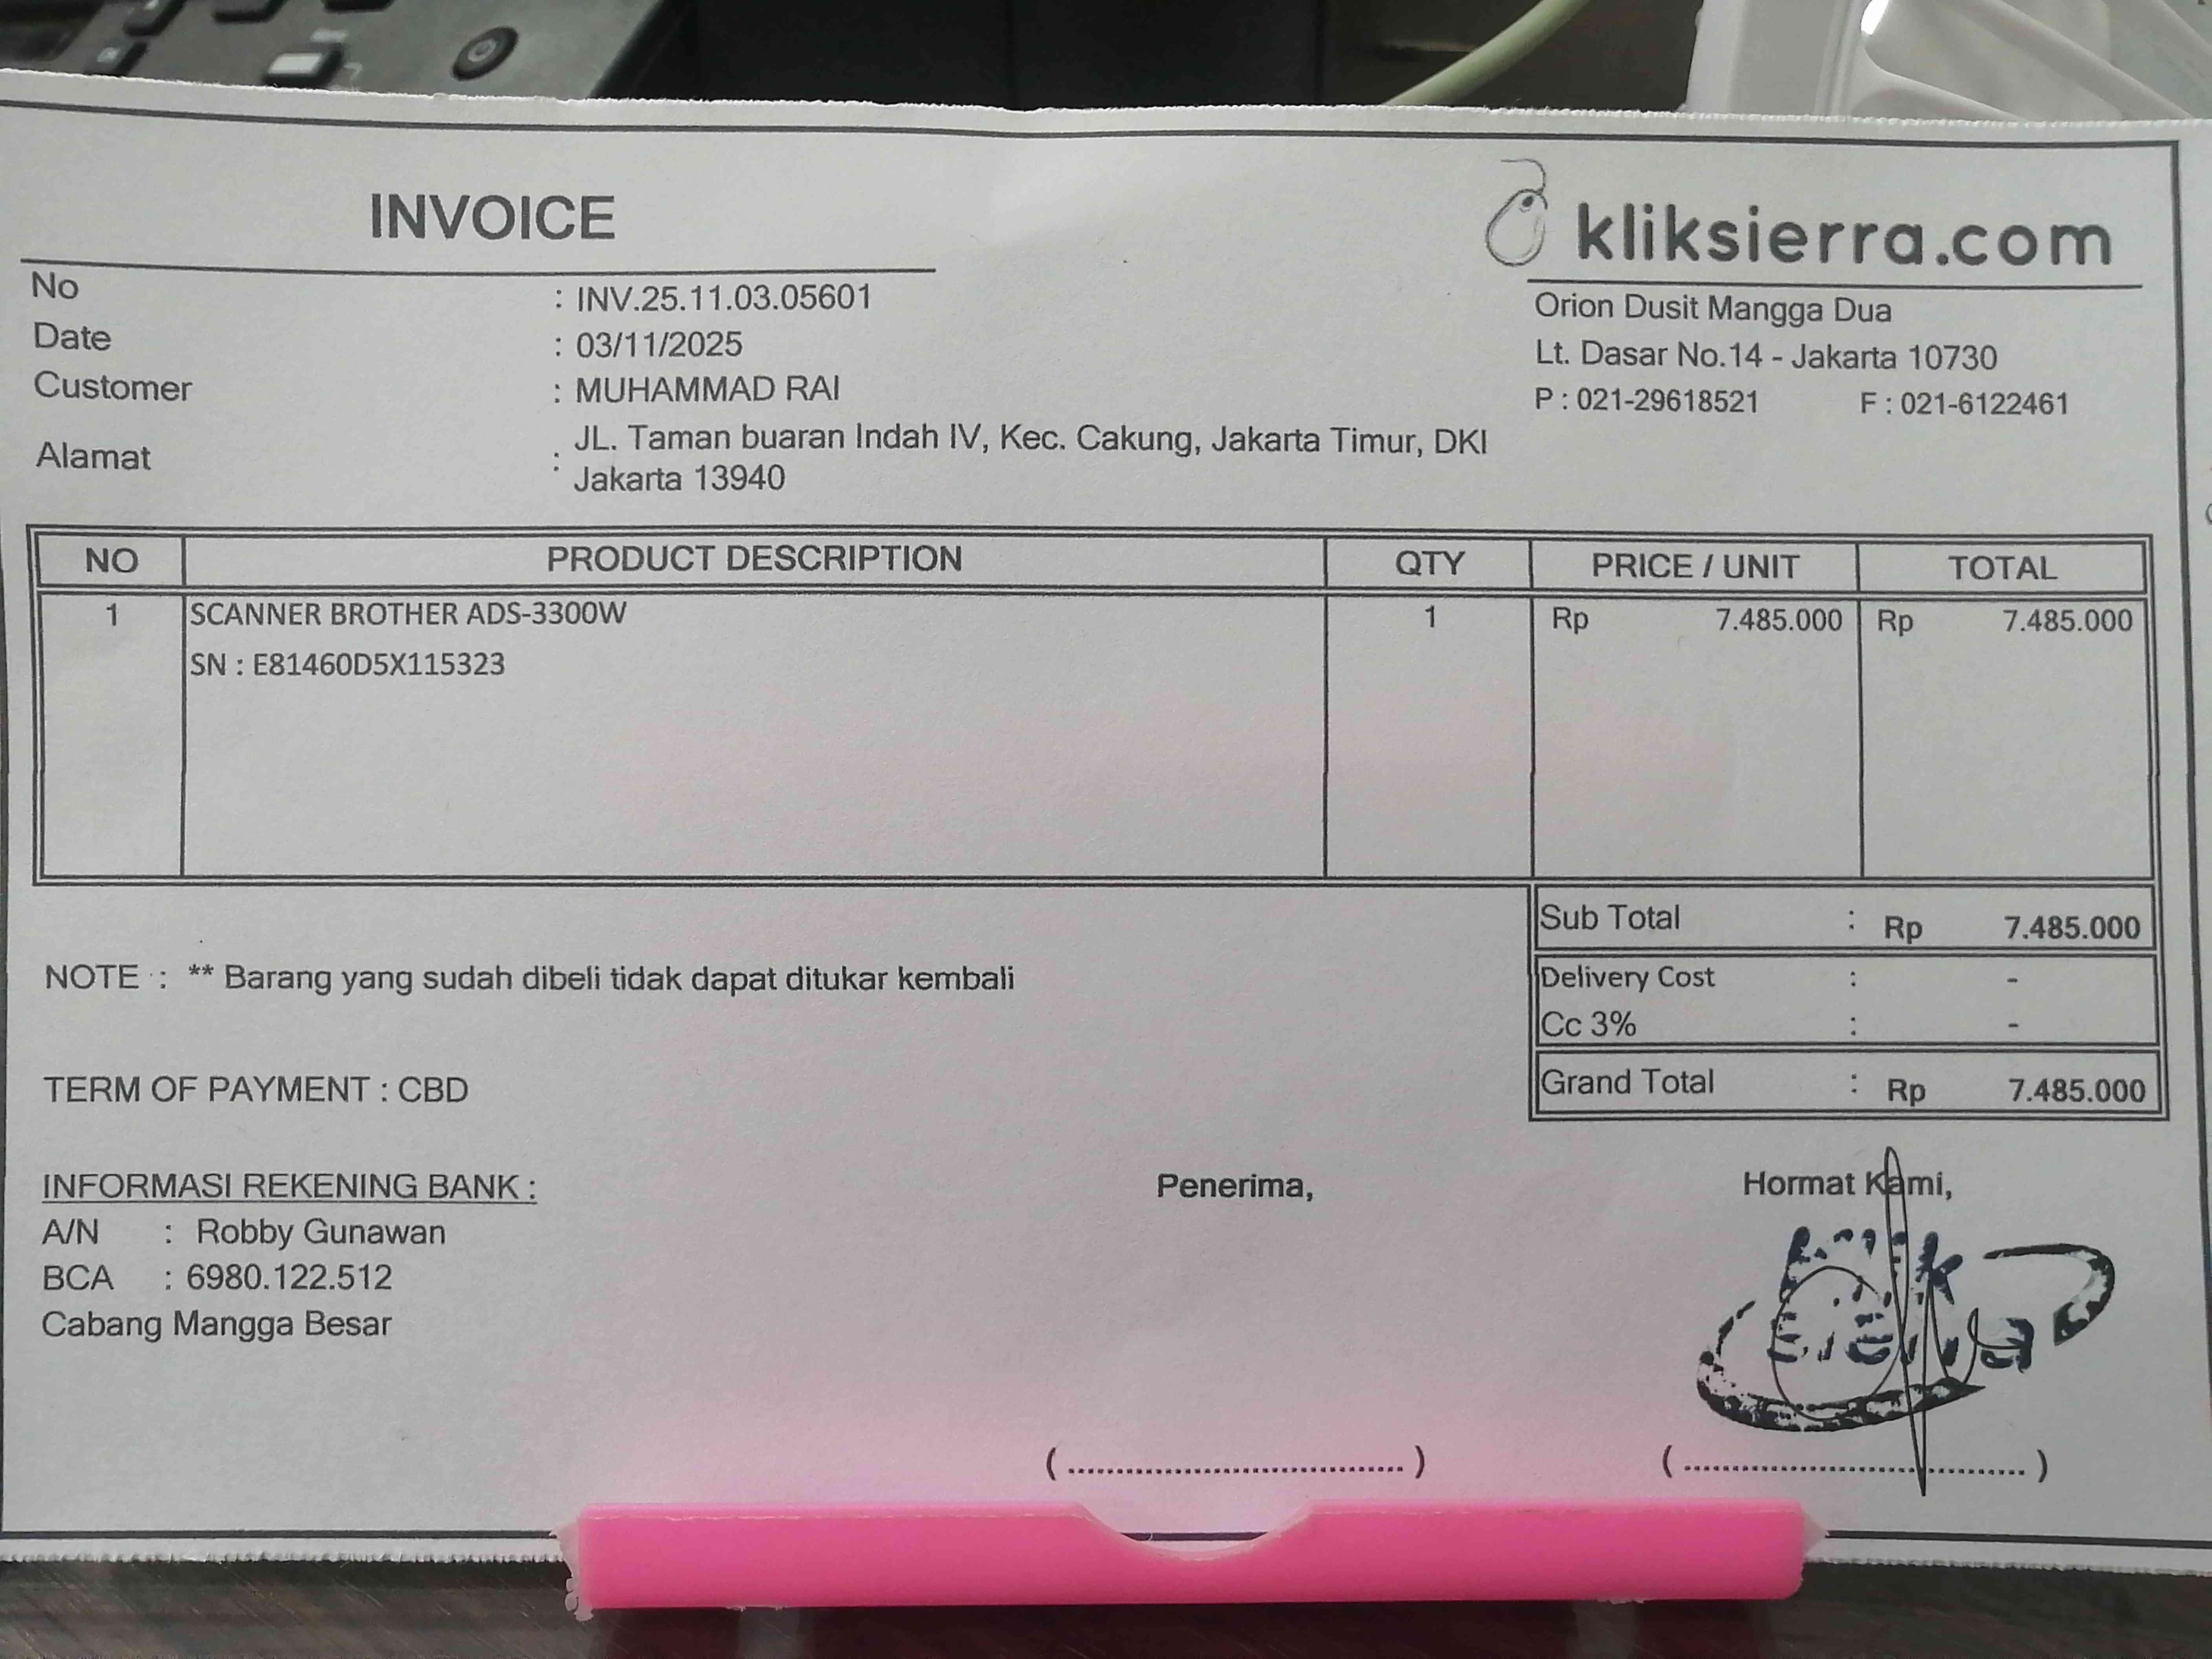 INVOICE
kliksierra.com
No : INV.25.11.03.05601
Date : 03/11/2025
Customer : MUHAMMAD RAI
Alamat : JL. Taman buaran Indah IV, Kec. Cakung, Jakarta Timur, DKI
Jakarta 13940
Orion Dusit Mangga Dua
Lt. Dasar No.14 - Jakarta 10730
P : 021-29618521 F : 021-6122461
NO PRODUCT DESCRIPTION QTY PRICE / UNIT TOTAL
1 SCANNER BROTHER ADS-3300W 1 Rp 7.485.000 Rp 7.485.000
SN : E81460D5X115323
Sub Total : Rp 7.485.000
NOTE : ** Barang yang sudah dibeli tidak dapat ditukar kembali
Delivery Cost : -
Cc 3% : -
TERM OF PAYMENT : CBD
Grand Total : Rp 7.485.000
INFORMASI REKENING BANK :
A/N : Robby Gunawan
BCA : 6980.122.512
Cabang Mangga Besar
Penerima,
Hormat Kami,
(....................................)
(....................................)